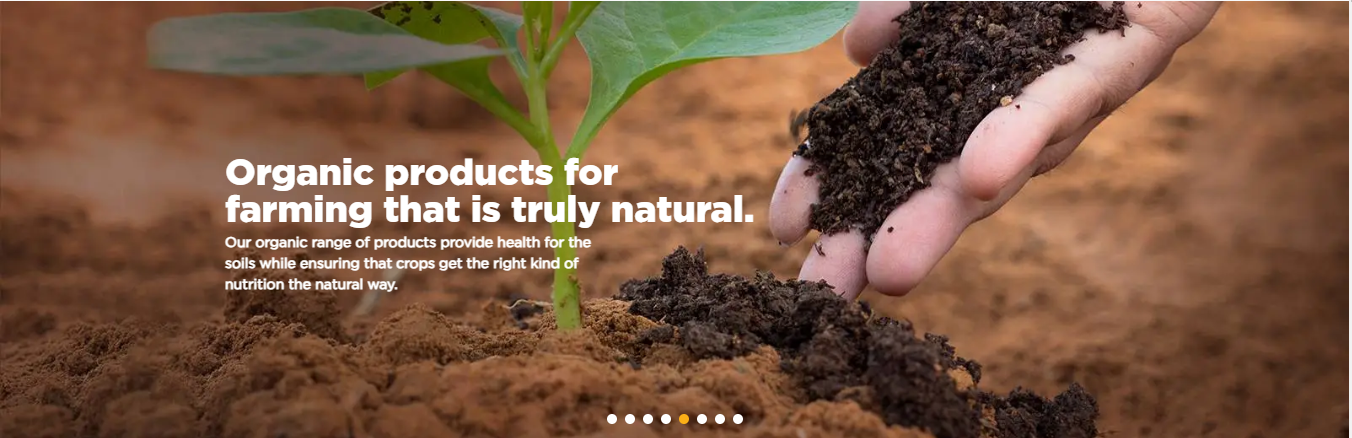 Organic products for
farming that is truly natural.
Our organic range of products provide health for the
soils while ensuring that crops get the right kind of
nutrition the natural way.